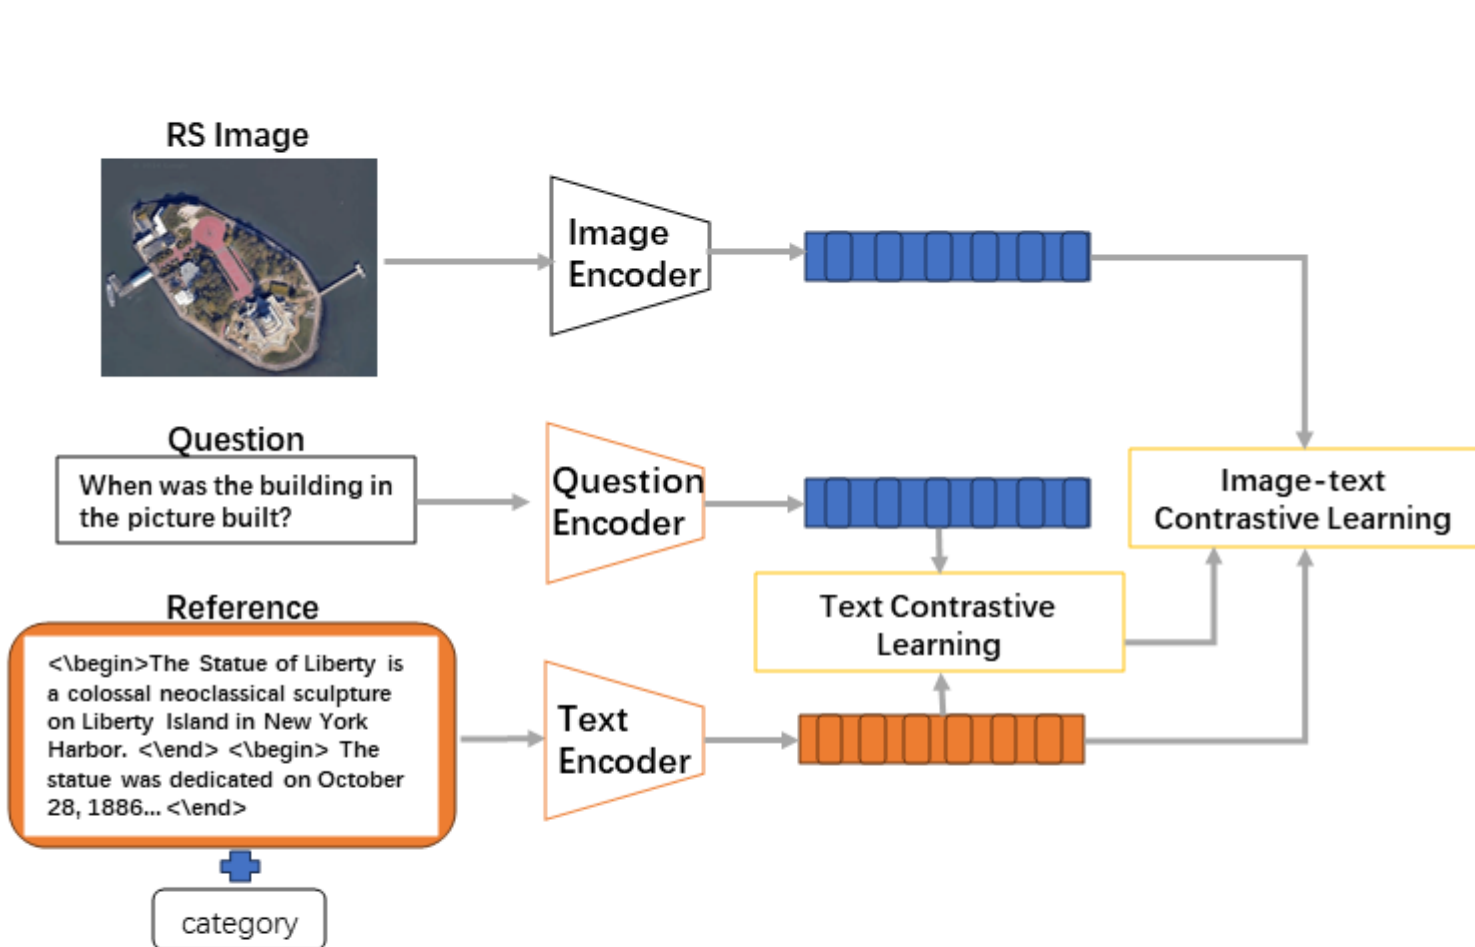 RS Image
Image
Encoder
Question
When was the building in
the picture built?
Question
Encoder
Image-text
Contrastive Learning
Text Contrastive
Learning
Reference
<\begin>The Statue of Liberty is
a colossal neoclassical sculpture
on Liberty Island in New York
Harbor. <\end> <\begin> The
statue was dedicated on October
28, 1886... <\end>
Text
Encoder
category